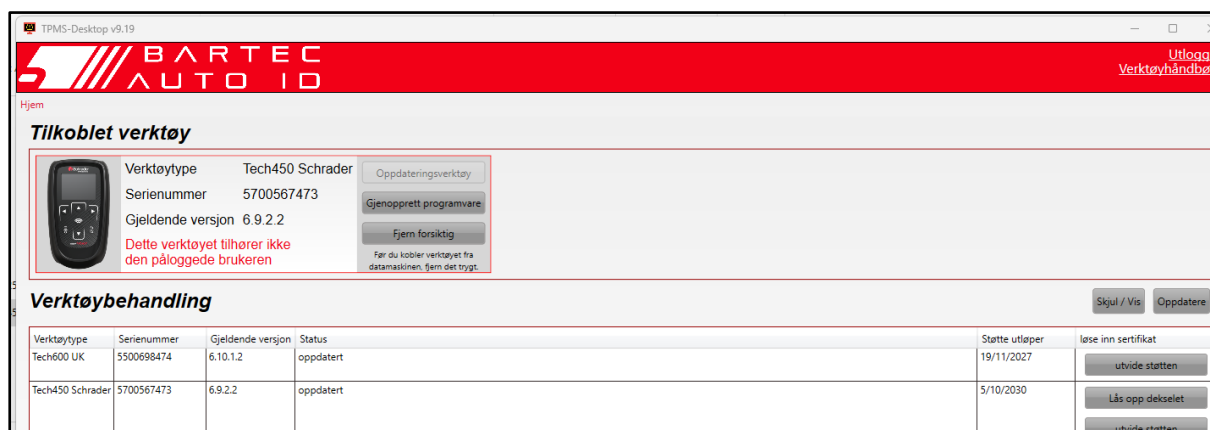 TPMS-Desktop v9.19
BARTEC
AUTO ID
Utlogg
Verktøyhåndbø
Hjem
Tilkoblet verktøy
Verktøytype Tech450 Schrader
Serienummer 5700567473
Gjeldende versjon 6.9.2.2
Dette verktøyet tilhører ikke
den påloggede brukeren
Oppdateringsverktøy
Gjenopprett programvare
Fjern forsiktig
Før du kobler verktøyet fra
datamaskinen, fjern det trygt.
Verktøybehandling
Skjul / Vis Oppdatere
Verktøytype Serienummer Gjeldende versjon Status Støtte utløper løse inn sertifikat
Tech600 UK 5500698474 6.10.1.2 oppdatert 19/11/2027 utvide støtten
Tech450 Schrader 5700567473 6.9.2.2 oppdatert 5/10/2030 Lås opp dekselet
utvide støtten